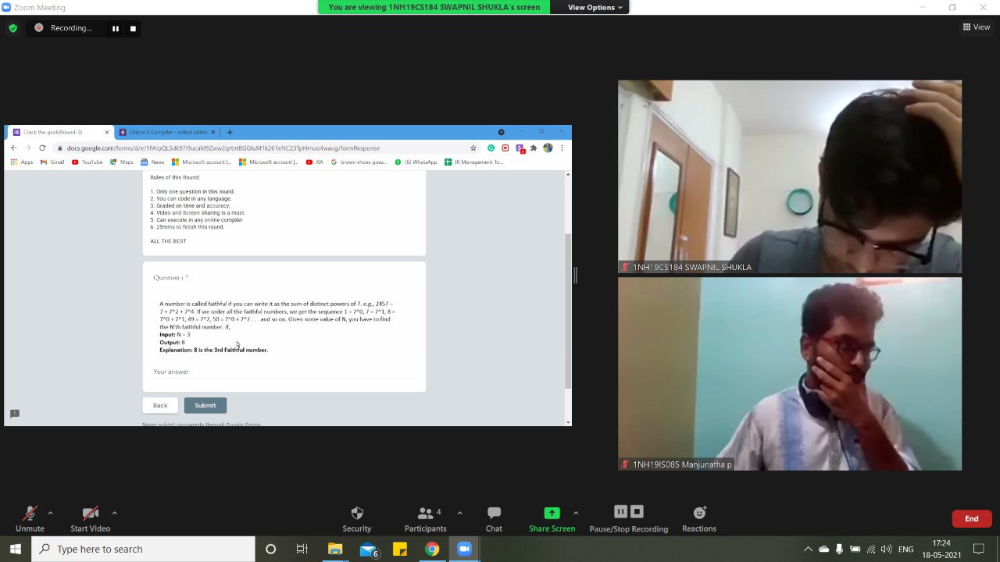 Zoom Meeting
You are viewing 1NH19CS184 SWAPNIL SHUKLA's screen
View Options
Recording...
View
Crack the geek(Round-3)
Online C Compiler - online editor
Apps
Gmail
YouTube
Maps
News
Microsoft account |...
Microsoft account |...
RA
brown shoes goes...
(6) WhatsApp
IR Management To...
Rules of this Round:
1. Only one question in this round.
2. You can code in any language.
3. Graded on time and accuracy.
4. Video and Screen sharing is a must.
5. Can execute in any online compiler
6. 25mins to finish this round.
ALL THE BEST
Question 1 *
A number is called faithful if you can write it as the sum of distinct powers of 7. e.g., 2457 =
7 + 7^2 + 7^4. If we order all the faithful numbers, we get the sequence 1 = 7^0, 7 = 7^1, 8 =
7^0 + 7^1, 49 = 7^2, 50 = 7^0 + 7^2 . . . and so on. Given some value of N, you have to find
the N'th faithful number. If,
Input: N = 3
Output: 8
Explanation: 8 is the 3rd Faithful number.
Your answer
Back
Submit
Never submit passwords through Google Forms.
1NH19CS184 SWAPNIL SHUKLA
1NH19IS085 Manjunatha p
Unmute
Start Video
Security
4
Participants
Chat
Share Screen
Pause/Stop Recording
Reactions
End
Type here to search
6
ENG
17:24
18-05-2021